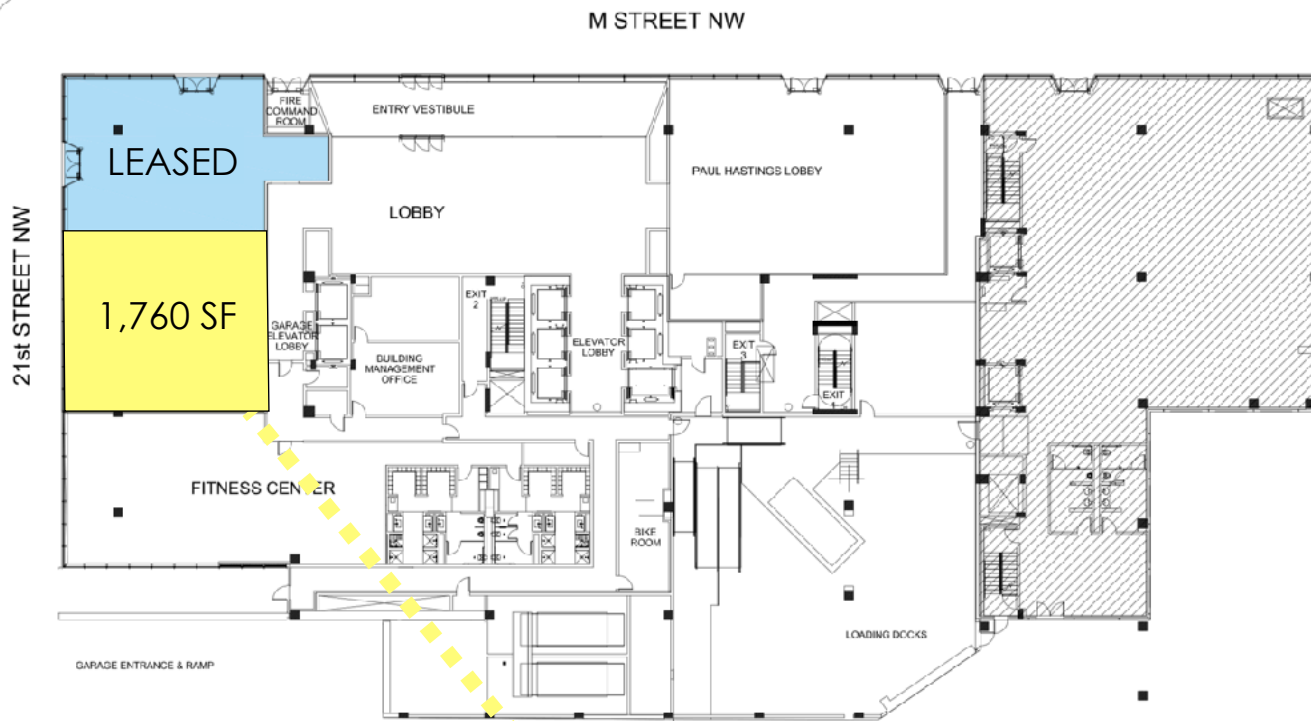 M STREET NW
FIRE
COMMAND
ROOM
ENTRY VESTIBULE
LEASED
PAUL HASTINGS LOBBY
LOBBY
21st STREET NW
1,760 SF
EXIT
2
GARAGE
ELEVATOR
LOBBY
ELEVATOR
LOBBY
EXIT
3
BUILDING
MANAGEMENT
OFFICE
EXIT
FITNESS CENTER
BIKE
ROOM
LOADING DOCKS
GARAGE ENTRANCE & RAMP